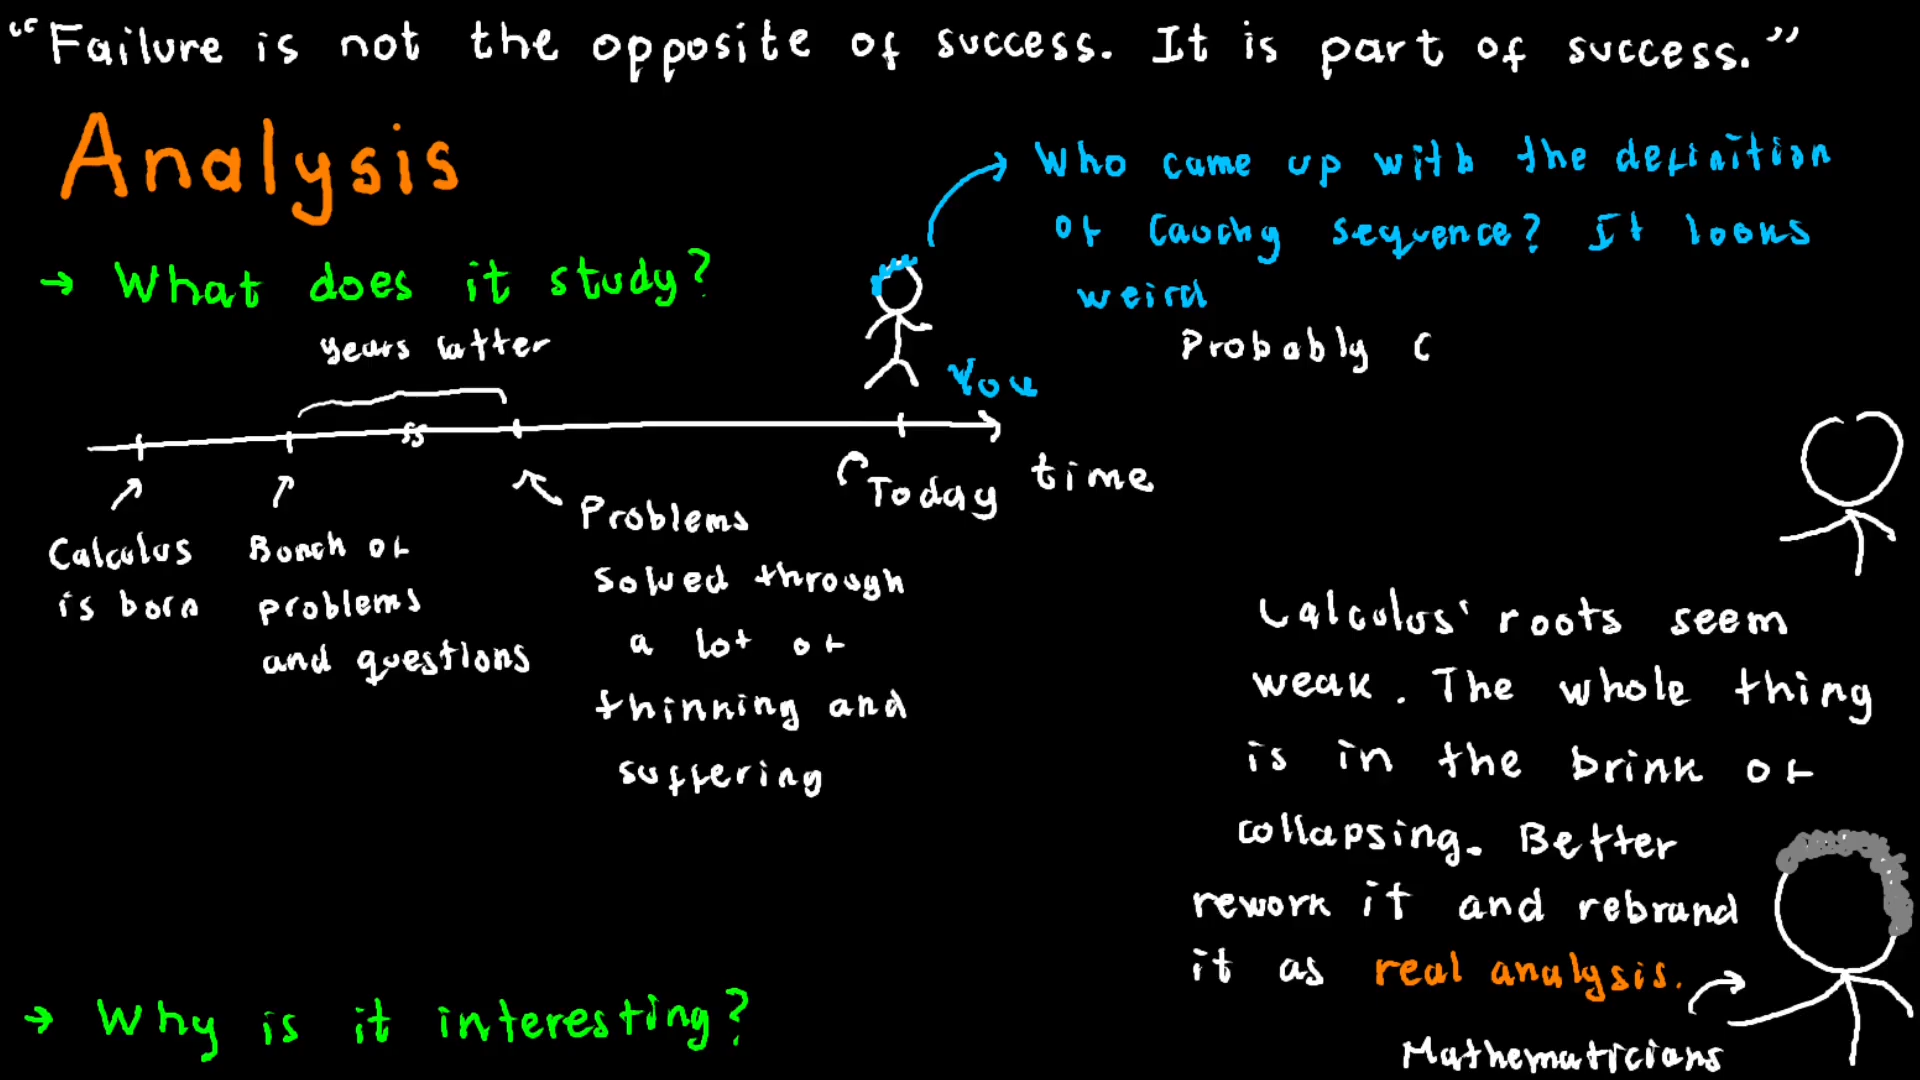 “Failure is not the opposite of success. It is part of success.”
Analysis
→ What does it study?
Who came up with the definition
of Cauchy sequence? It looks
weird
Probably C
years latter
You
time
Today
Calculus
is born
Bunch of
problems
and questions
Problems
solved through
a lot of
thinking and
suffering
Calculus' roots seem
weak. The whole thing
is in the brink of
collapsing. Better
rework it and rebrand
it as real analysis.
Mathematicians
→ Why is it interesting?